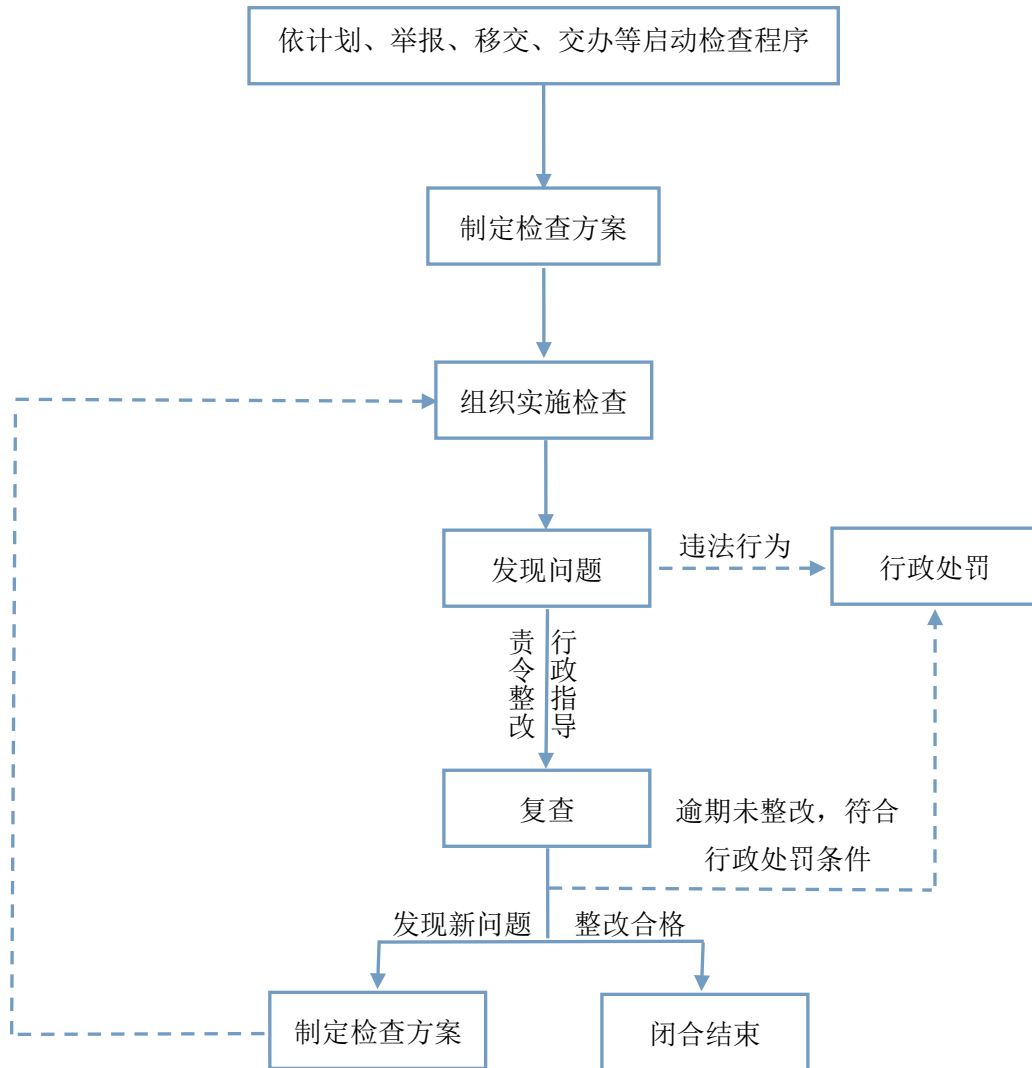 依计划、举报、移交、交办等启动检查程序
制定检查方案
组织实施检查
发现问题
违法行为
行政处罚
责令整改
行政指导
复查
逾期未整改，符合
行政处罚条件
发现新问题
整改合格
制定检查方案
闭合结束